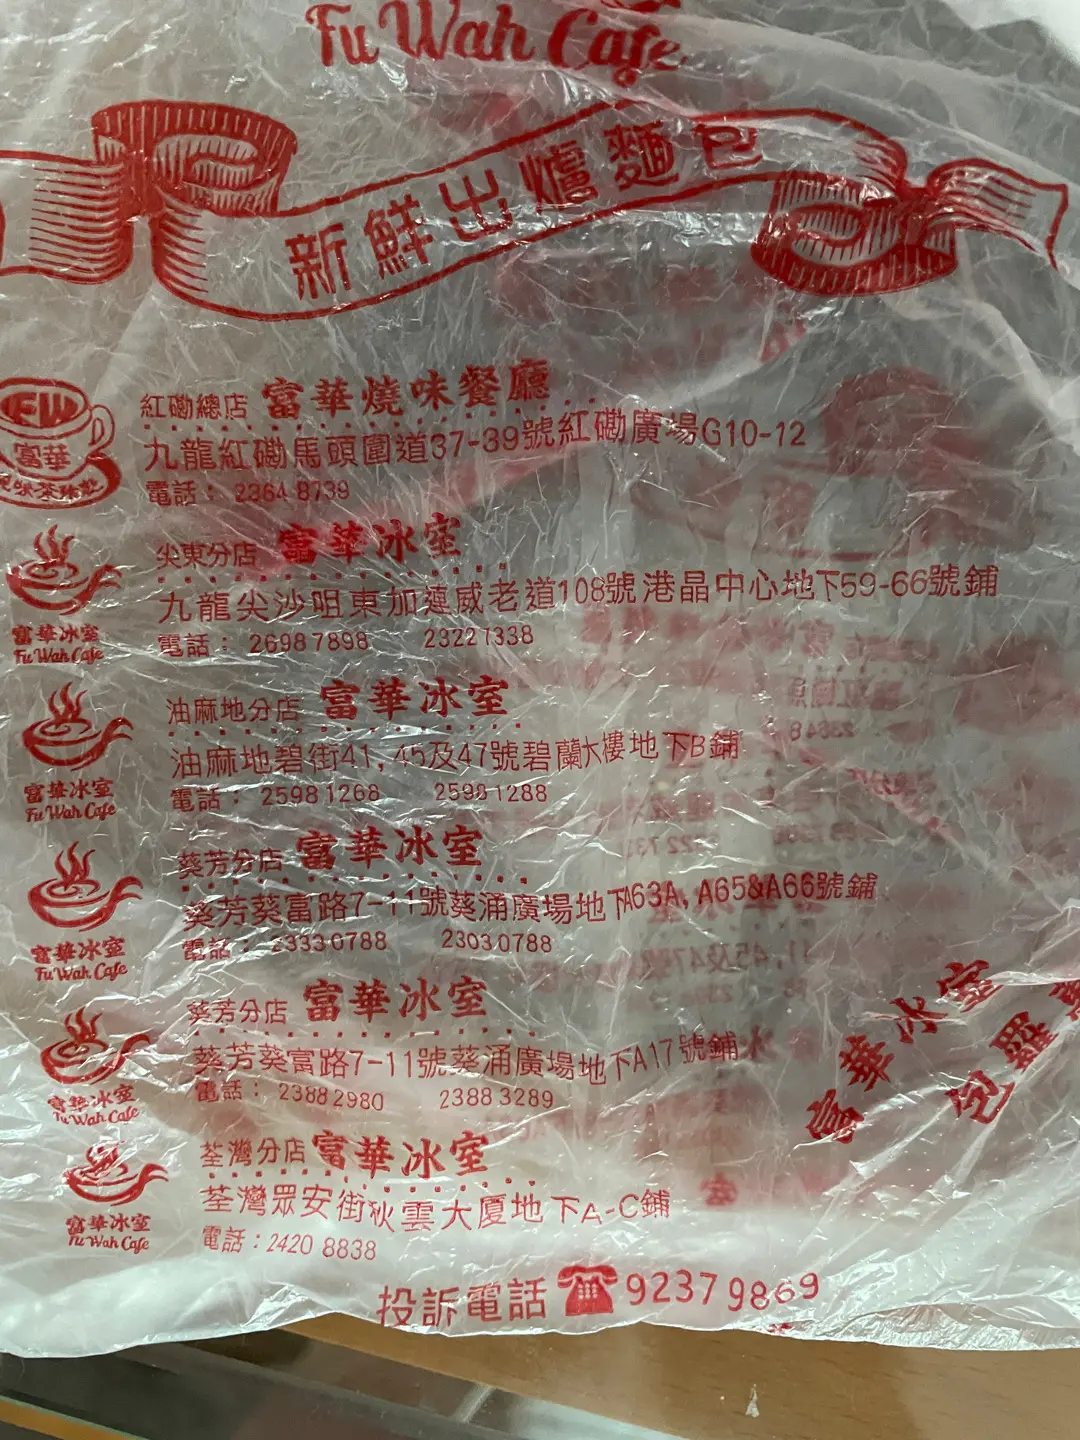 Fu Wah Cafe
新鮮出爐麵包
FW
富華
紅磡總店 富華燒味餐廳
九龍紅磡馬頭圍道37-39號紅磡廣場G10-12
電話： 2364 8739
富華冰室
Fu Wah Cafe
尖東分店 富華冰室
九龍尖沙咀東加連威老道108號港晶中心地下59-66號鋪
電話： 2698 7898 2322 1338
富華冰室
Fu Wah Cafe
油麻地分店 富華冰室
油麻地碧街41, 45及47號碧蘭大樓地下B鋪
電話： 2598 1268 2598 1288
富華冰室
Fu Wah Cafe
葵芳分店 富華冰室
葵芳葵富路7-11號葵涌廣場地下A63A, A65&A66號鋪
電話： 2333 0788 2303 0788
富華冰室
Fu Wah Cafe
葵芳分店 富華冰室
葵芳葵富路7-11號葵涌廣場地下A17號鋪
電話： 2388 2980 2388 3289
富華冰室
Fu Wah Cafe
荃灣分店 富華冰室
荃灣眾安街秋雲大厦地下A-C鋪
電話：2420 8838
富華冰室
包羅
投訴電話 9237 9869